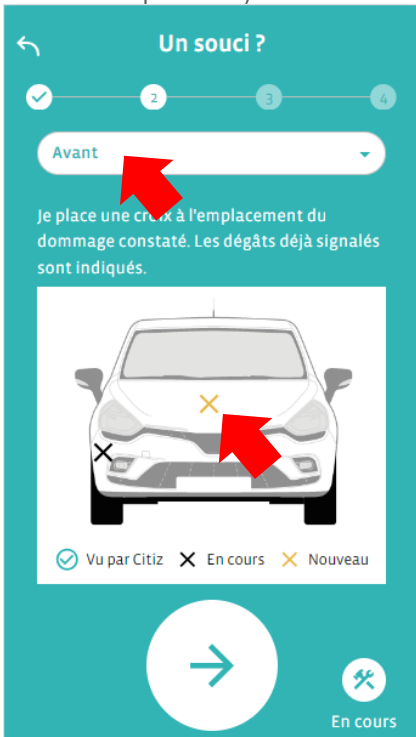 Un souci ?
2
3
4
Avant
Je place une croix à l'emplacement du
dommage constaté. Les dégâts déjà signalés
sont indiqués.
Vu par Citiz En cours Nouveau
En cours